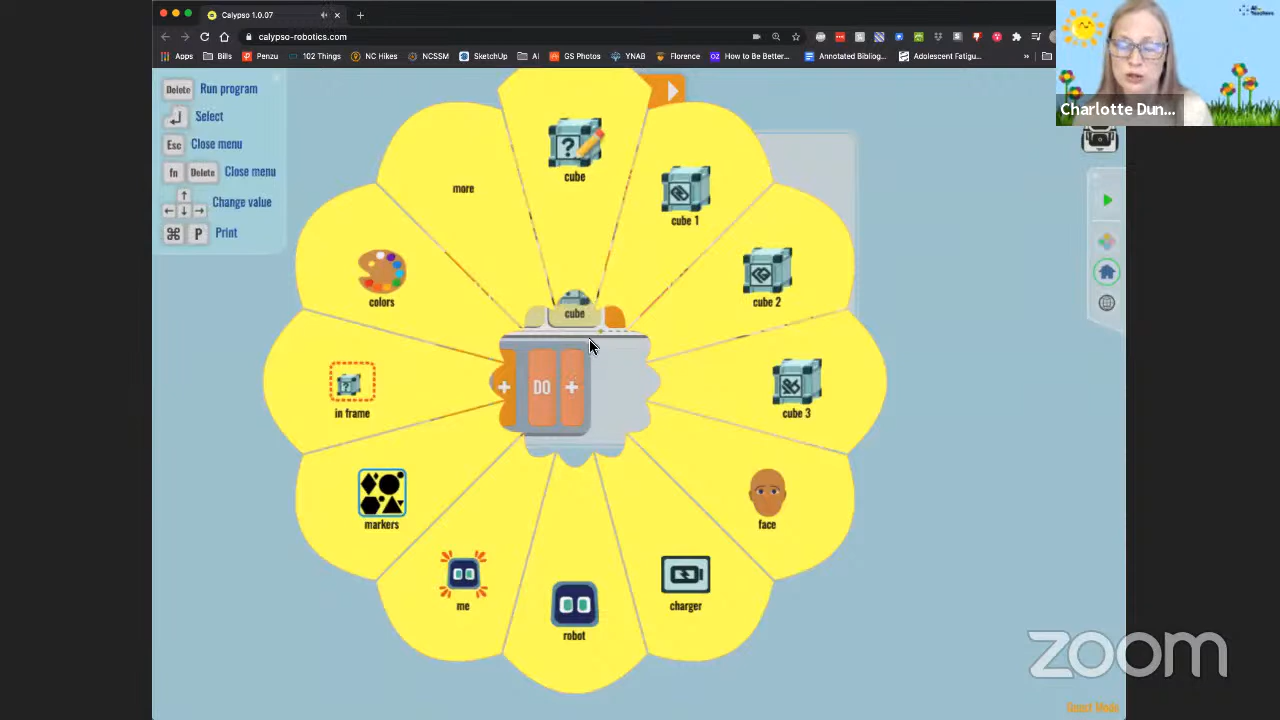 Calypso 1.0.07
calypso-robotics.com
Apps
Bills
Penzu
102 Things
NC Hikes
NCSSM
SketchUp
AI
GS Photos
YNAB
Florence
OZ How to Be Better...
Annotated Bibliog...
Adolescent Fatigu...
»
Delete Run program
Select
Esc Close menu
fn Delete Close menu
Change value
⌘ P Print
cube
cube 1
cube 2
cube 3
face
charger
robot
me
markers
in frame
colors
more
cube
+ DO +
Charlotte Dun...
zoom